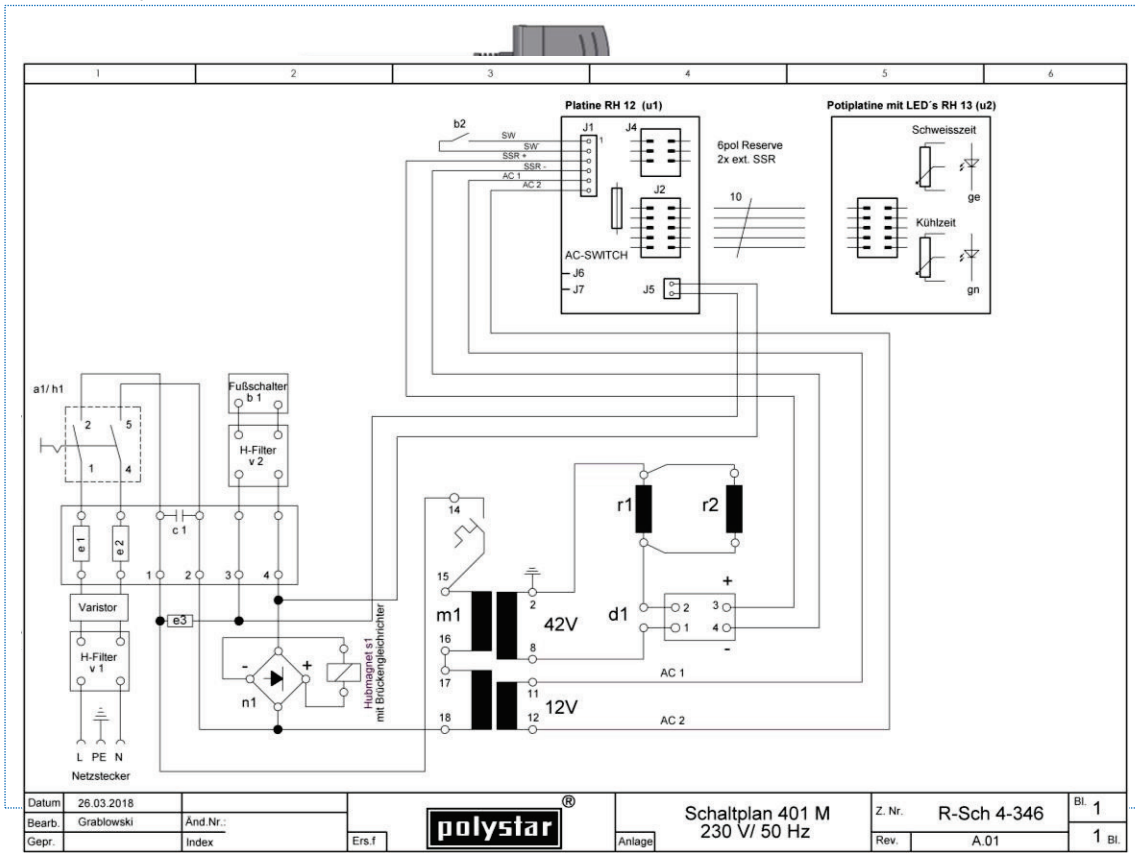 1 2 3 4 5 6
Platine RH 12 (u1)
Potiplatine mit LED´s RH 13 (u2)
b2
SW
SW
SSR +
SSR -
AC 1
AC 2
J1
1
J4
J2
AC-SWITCH
J6
J7
J5
6pol Reserve
2x ext. SSR
10
Schweisszeit
ge
Kühlzeit
gn
a1/ h1
2 5
1 4
Fußschalter
b 1
H-Filter
v 2
e 1
e 2
c 1
1 2 3 4
Varistor
e3
H-Filter
v 1
L PE N
Netzstecker
- +
n1
Hubmagnet s1
mit Brückengleichrichter
14
15
m1
16
17
18
2
42V
8
11
12V
12
r1 r2
d1
+
2 3
1 4
-
AC 1
AC 2
Datum 26.03.2018
Bearb. Grablowski Änd.Nr.:
Gepr. Index Ers.f
polystar ®
Anlage
Schaltplan 401 M
230 V/ 50 Hz
Z. Nr. R-Sch 4-346
Rev. A.01
Bl. 1
1 Bl.